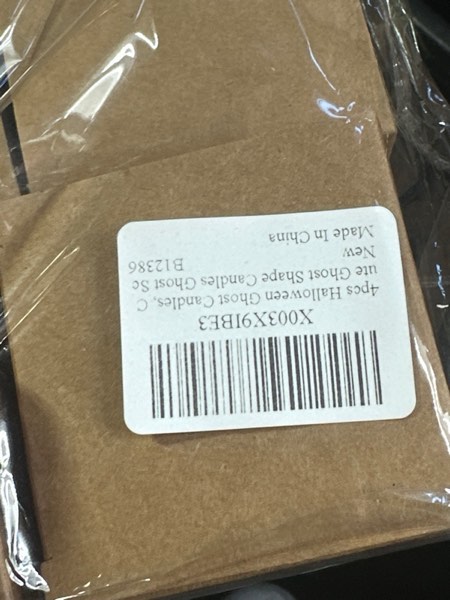 X003X9IBE3
4pcs Halloween Ghost Candles, C
ute Ghost Shape Candles Ghost Sc
New
B12386
Made In China